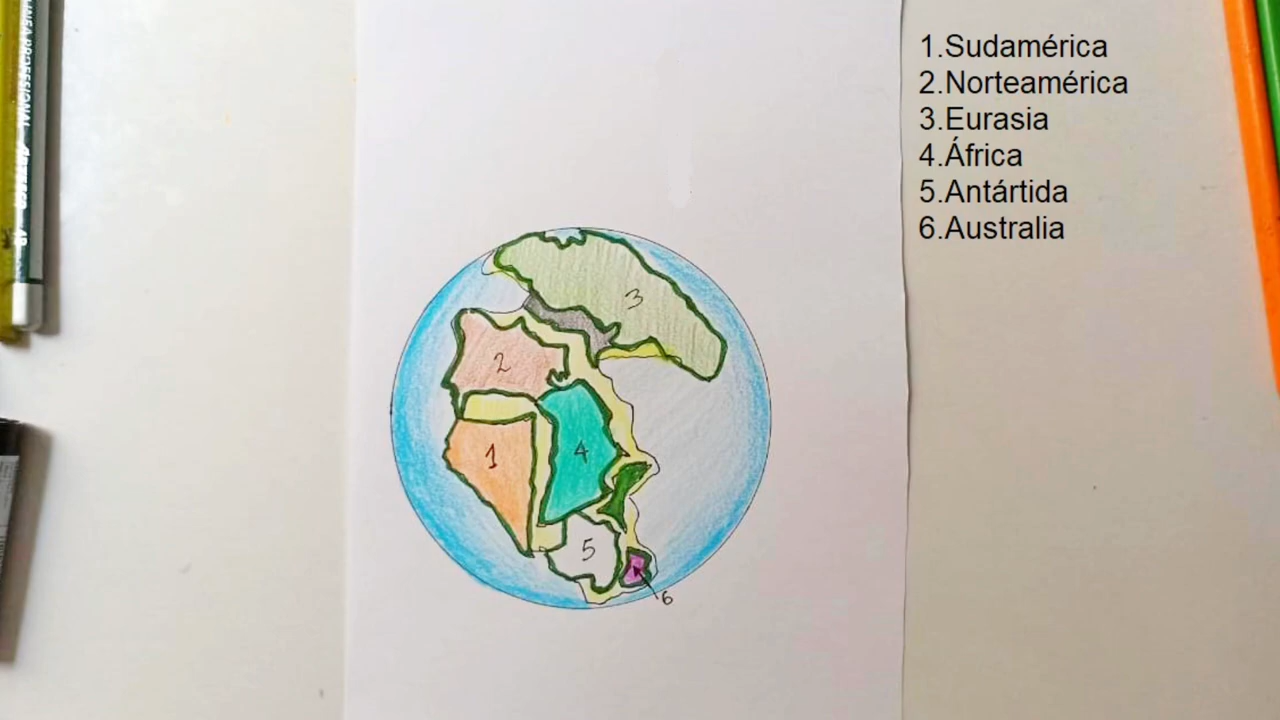 1.Sudamérica
2.Norteamérica
3.Eurasia
4.África
5.Antártida
6.Australia
3
2
1
4
5
6